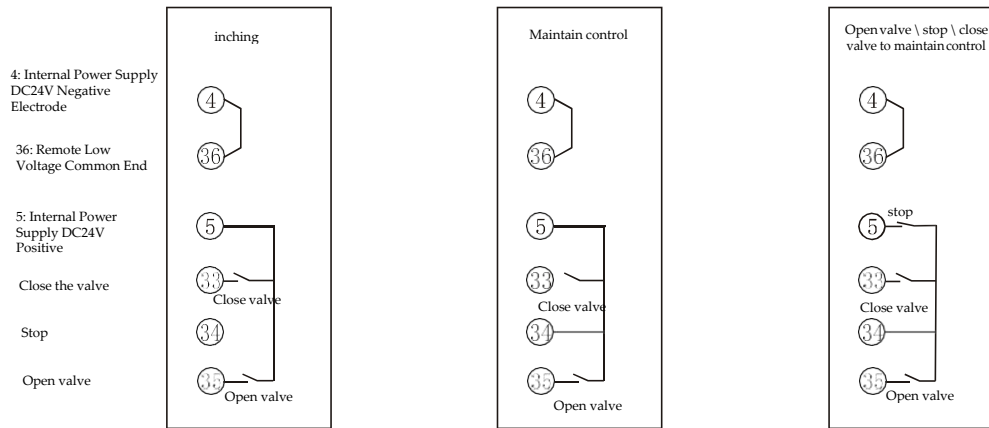 inching
Maintain control
Open valve \ stop \ close
valve to maintain control
4: Internal Power Supply
DC24V Negative
Electrode
4
4
4
36: Remote Low
Voltage Common End
36
36
36
5: Internal Power
Supply DC24V
Positive
5
5
5
stop
Close the valve
33
Close valve
33
Close valve
33
Close valve
Stop
34
34
34
Open valve
35
Open valve
35
Open valve
35
Open valve